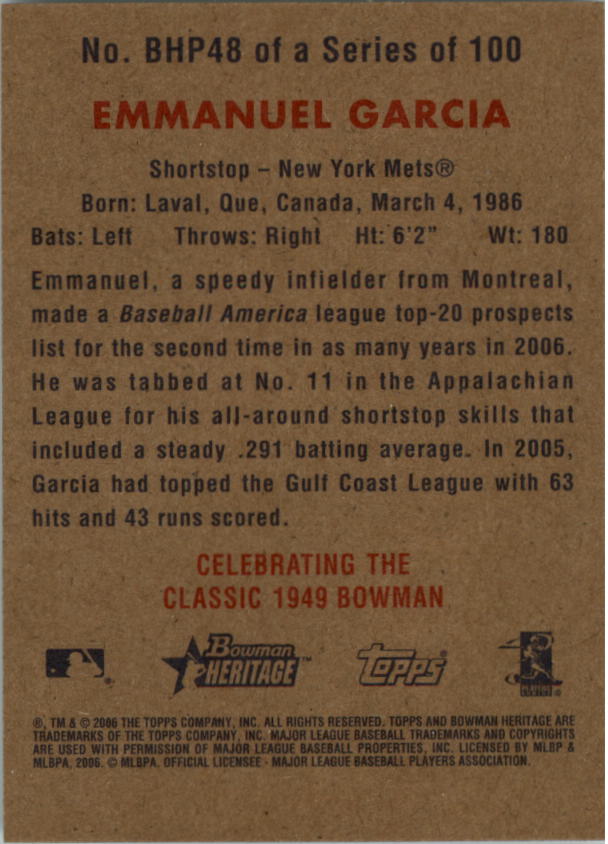 No. BHP48 of a Series of 100
EMMANUEL GARCIA
Shortstop – New York Mets®
Born: Laval, Que, Canada, March 4, 1986
Bats: Left Throws: Right Ht: 6'2" Wt: 180
Emmanuel, a speedy infielder from Montreal,
made a Baseball America league top-20 prospects
list for the second time in as many years in 2006.
He was tabbed at No. 11 in the Appalachian
League for his all-around shortstop skills that
included a steady .291 batting average. In 2005,
Garcia had topped the Gulf Coast League with 63
hits and 43 runs scored.
CELEBRATING THE
CLASSIC 1949 BOWMAN
Bowman
HERITAGE™
Topps®
®, TM & © 2006 THE TOPPS COMPANY, INC. ALL RIGHTS RESERVED. TOPPS AND BOWMAN HERITAGE ARE
TRADEMARKS OF THE TOPPS COMPANY, INC. MAJOR LEAGUE BASEBALL TRADEMARKS AND COPYRIGHTS
ARE USED WITH PERMISSION OF MAJOR LEAGUE BASEBALL PROPERTIES, INC. LICENSED BY MLBP &
MLBPA, 2006. © MLBPA. OFFICIAL LICENSEE - MAJOR LEAGUE BASEBALL PLAYERS ASSOCIATION.